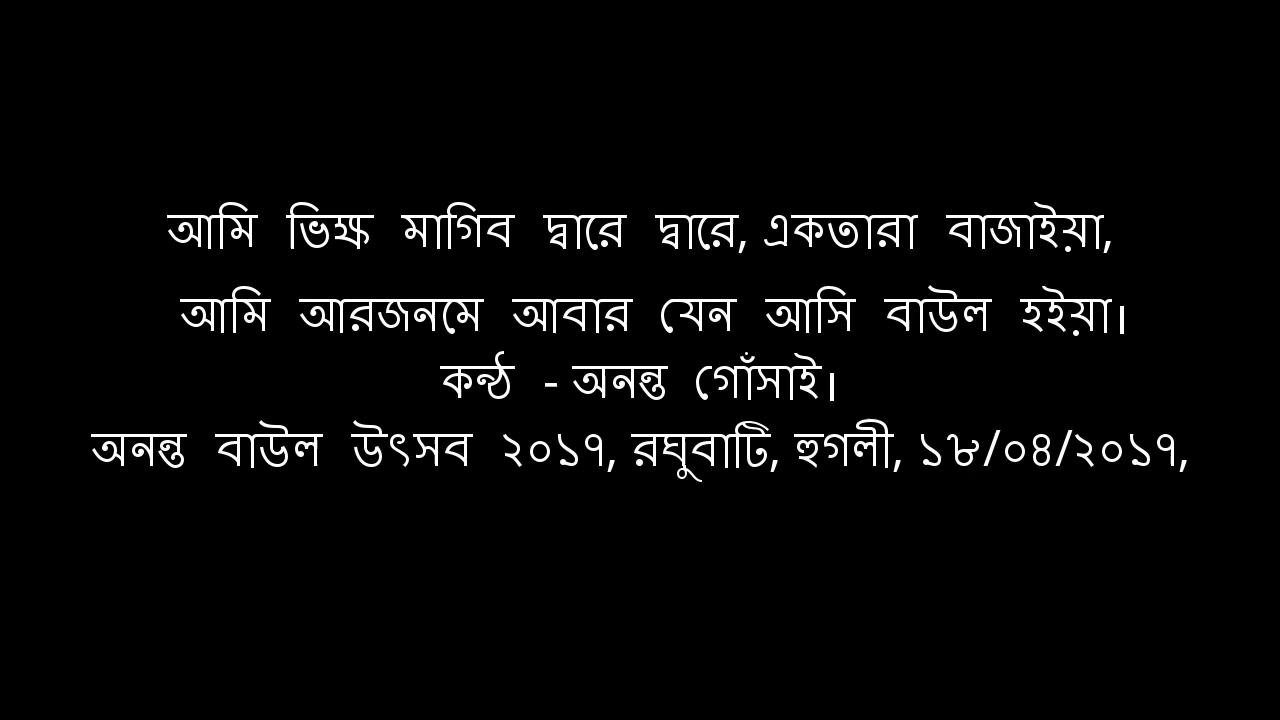 আমি ভিক্ষ মাগিব দ্বারে দ্বারে, একতারা বাজাইয়া,
আমি আরজনমে আবার যেন আসি বাউল হইয়া।
কন্ঠ - অনন্ত গোঁসাই।
অনন্ত বাউল উৎসব ২০১৭, রঘুবাটি, হুগলী, ১৮/০৪/২০১৭,